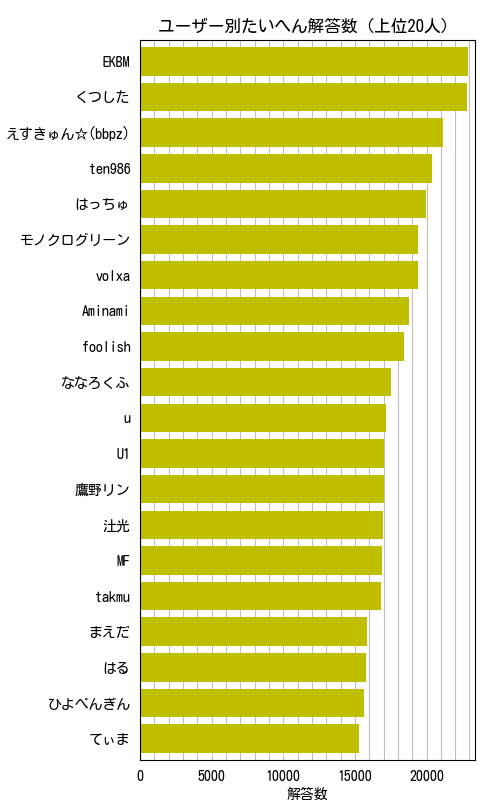 ユーザー別たいへん解答数（上位20人）
EKBM
くつした
えすきゅん☆(bbpz)
ten986
はっちゅ
モノクログリーン
volxa
Aminami
foolish
ななろくふ
u
U1
鷹野リン
汢光
MF
takmu
まえだ
はる
ひよぺんぎん
てぃま
0 5000 10000 15000 20000
解答数